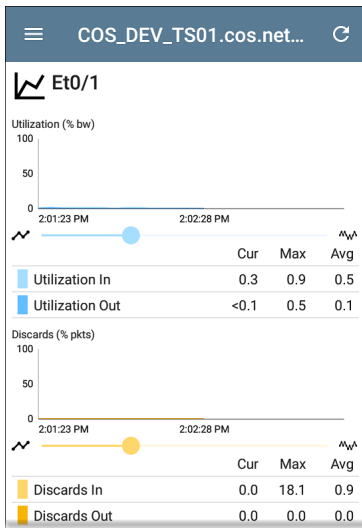 COS_DEV_TS01.cos.net...
Et0/1
Utilization (% bw)
100
50
0
2:01:23 PM 2:02:28 PM
Cur Max Avg
Utilization In 0.3 0.9 0.5
Utilization Out <0.1 0.5 0.1
Discards (% pkts)
100
50
0
2:01:23 PM 2:02:28 PM
Cur Max Avg
Discards In 0.0 18.1 0.9
Discards Out 0.0 0.0 0.0